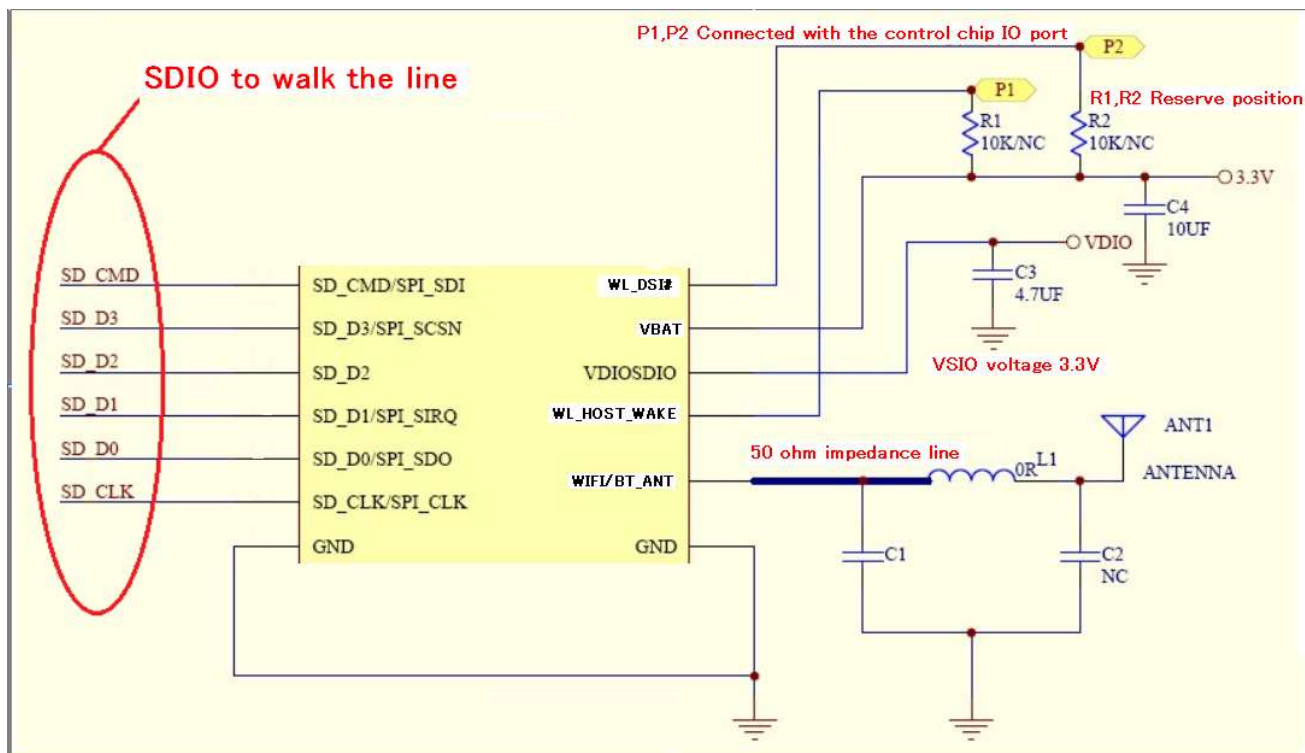 P1,P2 Connected with the control chip IO port
P2
SDIO to walk the line
P1
R1,R2 Reserve position
R1
10K/NC
R2
10K/NC
3.3V
C4
10UF
VDIO
C3
4.7UF
VSIO voltage 3.3V
SD_CMD
SD_D3
SD_D2
SD_D1
SD_D0
SD_CLK
SD_CMD/SPI_SDI
SD_D3/SPI_SCSN
SD_D2
SD_D1/SPI_SIRQ
SD_D0/SPI_SDO
SD_CLK/SPI_CLK
GND
WL_DSI#
VBAT
VDIOSDIO
WL_HOST_WAKE
WIFI/BT_ANT
GND
50 ohm impedance line
0R
L1
ANT1
ANTENNA
C1
C2
NC